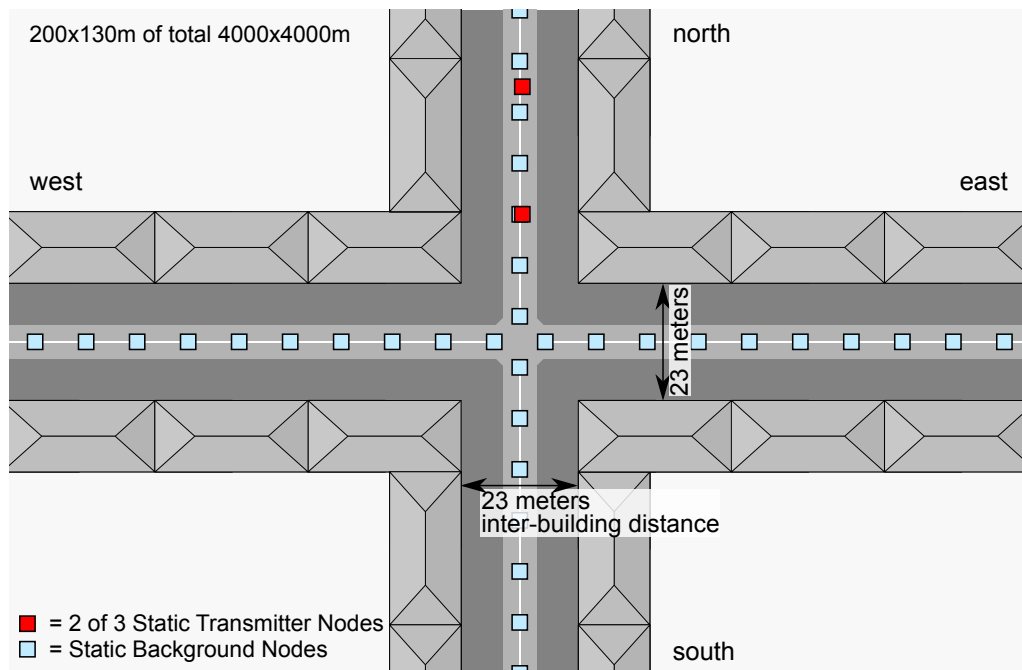 200x130m of total 4000x4000m
north
west
east
23 meters
23 meters
inter-building distance
= 2 of 3 Static Transmitter Nodes
= Static Background Nodes
south